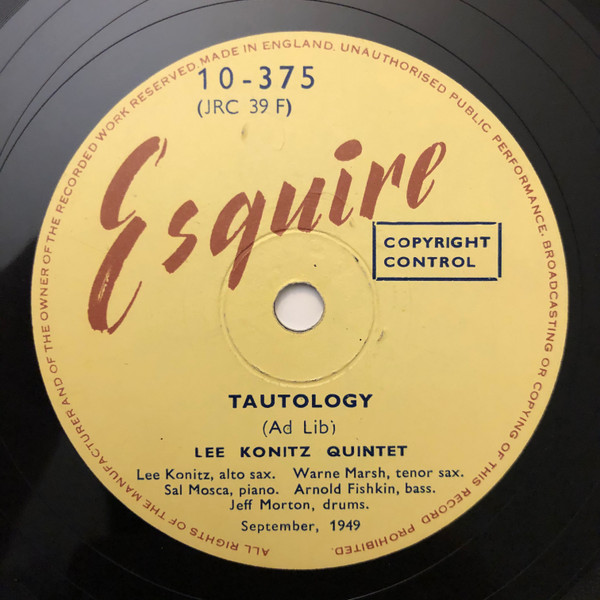 ALL RIGHTS OF THE MANUFACTURER AND OF THE OWNER OF THE RECORDED WORK RESERVED. MADE IN ENGLAND. UNAUTHORISED PUBLIC PERFORMANCE, BROADCASTING OR COPYING OF THIS RECORD PROHIBITED.
10-375
(JRC 39 F)
Esquire
COPYRIGHT
CONTROL
TAUTOLOGY
(Ad Lib)
LEE KONITZ QUINTET
Lee Konitz, alto sax. Warne Marsh, tenor sax.
Sal Mosca, piano. Arnold Fishkin, bass.
Jeff Morton, drums.
September, 1949